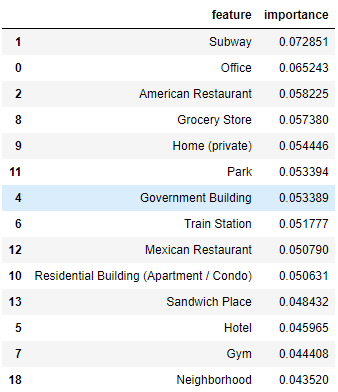 feature importance
1 Subway 0.072851
0 Office 0.065243
2 American Restaurant 0.058225
8 Grocery Store 0.057380
9 Home (private) 0.054446
11 Park 0.053394
4 Government Building 0.053389
6 Train Station 0.051777
12 Mexican Restaurant 0.050790
10 Residential Building (Apartment / Condo) 0.050631
13 Sandwich Place 0.048432
5 Hotel 0.045965
7 Gym 0.044408
18 Neighborhood 0.043520